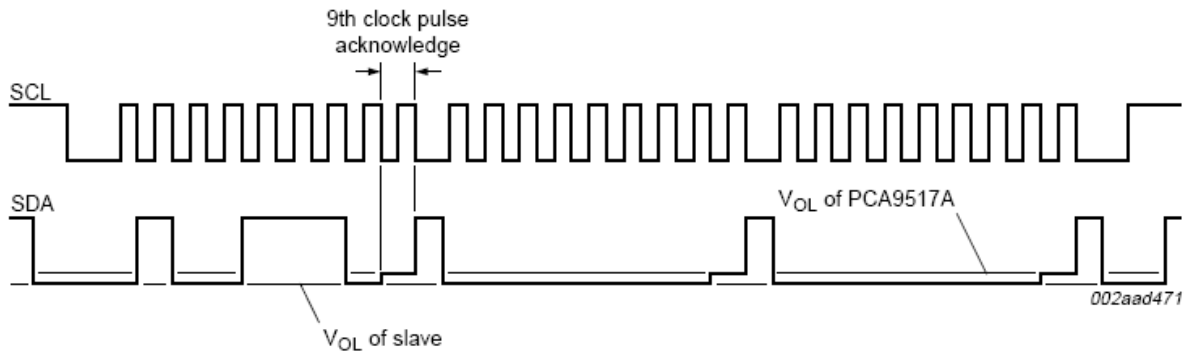 9th clock pulse
acknowledge
SCL
SDA
VOL of PCA9517A
002aad471
VOL of slave